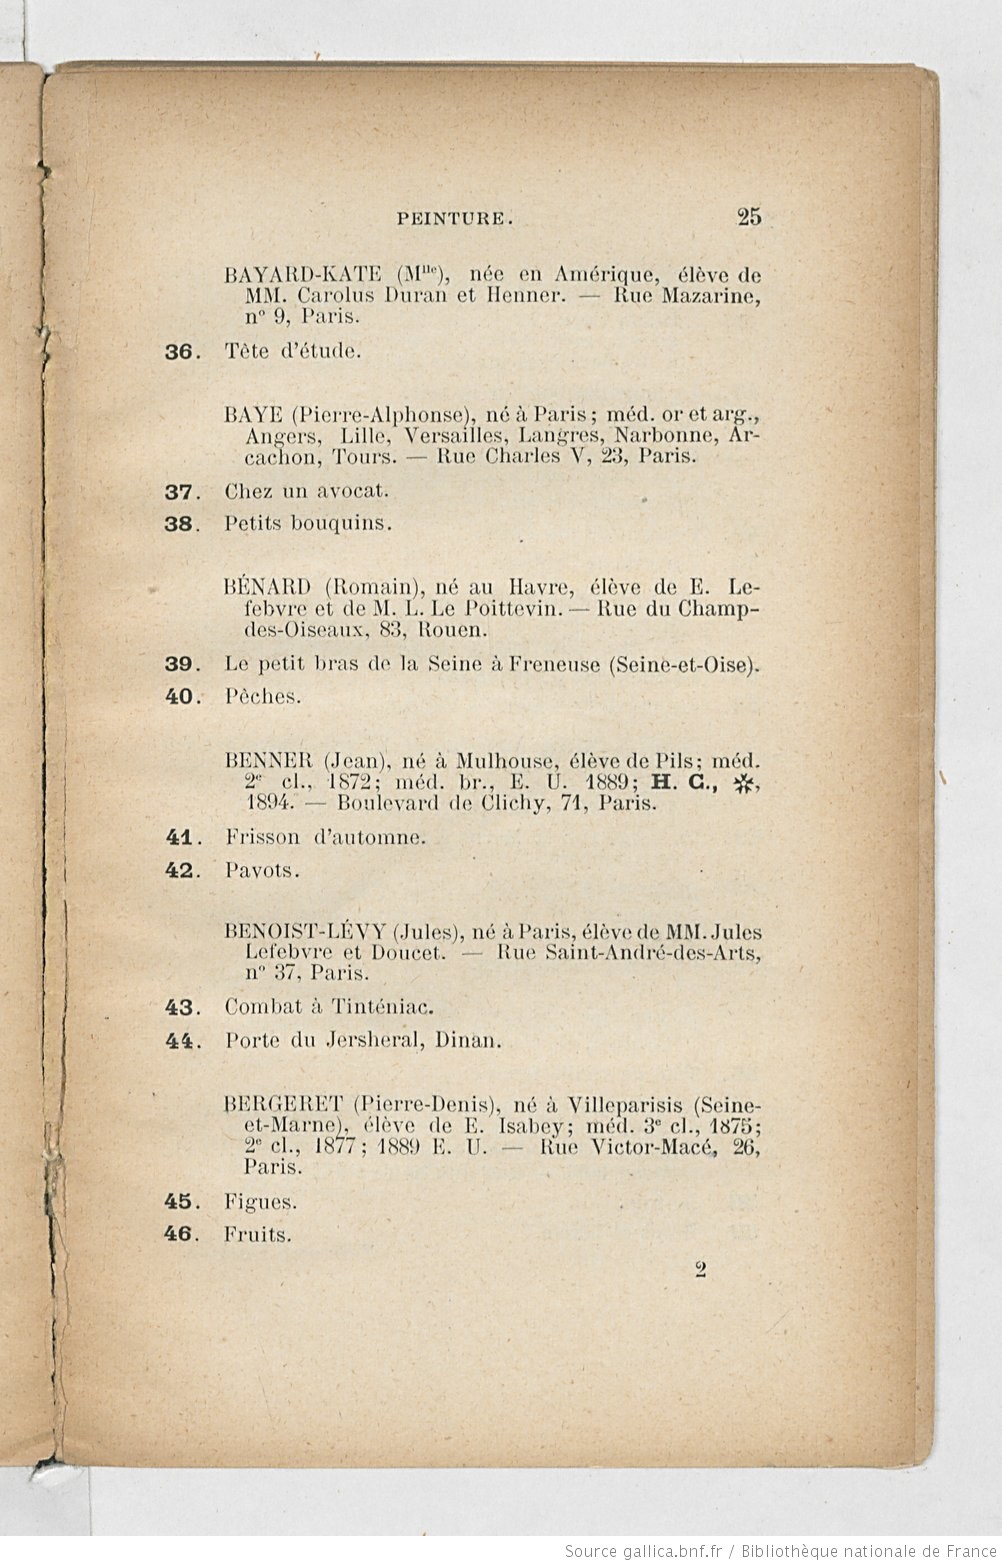 PEINTURE. 25
BAYARD-KATE (Mlle), née en Amérique, élève de
MM. Carolus Duran et Henner. — Rue Mazarine,
n° 9, Paris.
36. Tête d'étude.
BAYE (Pierre-Alphonse), né à Paris; méd. or et arg.,
Angers, Lille, Versailles, Langres, Narbonne, Ar-
cachon, Tours. — Rue Charles V, 23, Paris.
37. Chez un avocat.
38. Petits bouquins.
BÉNARD (Romain), né au Havre, élève de E. Le-
febvre et de M. L. Le Poittevin. — Rue du Champ-
des-Oiseaux, 83, Rouen.
39. Le petit bras de la Seine à Freneuse (Seine-et-Oise).
40. Pêches.
BENNER (Jean), né à Mulhouse, élève de Pils; méd.
2e cl., 1872; méd. br., E. U. 1889; H. C., ✻,
1894. — Boulevard de Clichy, 71, Paris.
41. Frisson d'automne.
42. Pavots.
BENOIST-LÉVY (Jules), né à Paris, élève de MM. Jules
Lefebvre et Doucet. — Rue Saint-André-des-Arts,
n° 37, Paris.
43. Combat à Tinténiac.
44. Porte du Jersheral, Dinan.
BERGERET (Pierre-Denis), né à Villeparisis (Seine-
et-Marne), élève de E. Isabey; méd. 3e cl., 1875;
2e cl., 1877; 1889 E. U. — Rue Victor-Macé, 26,
Paris.
45. Figues.
46. Fruits.
2
Source gallica.bnf.fr / Bibliothèque nationale de France